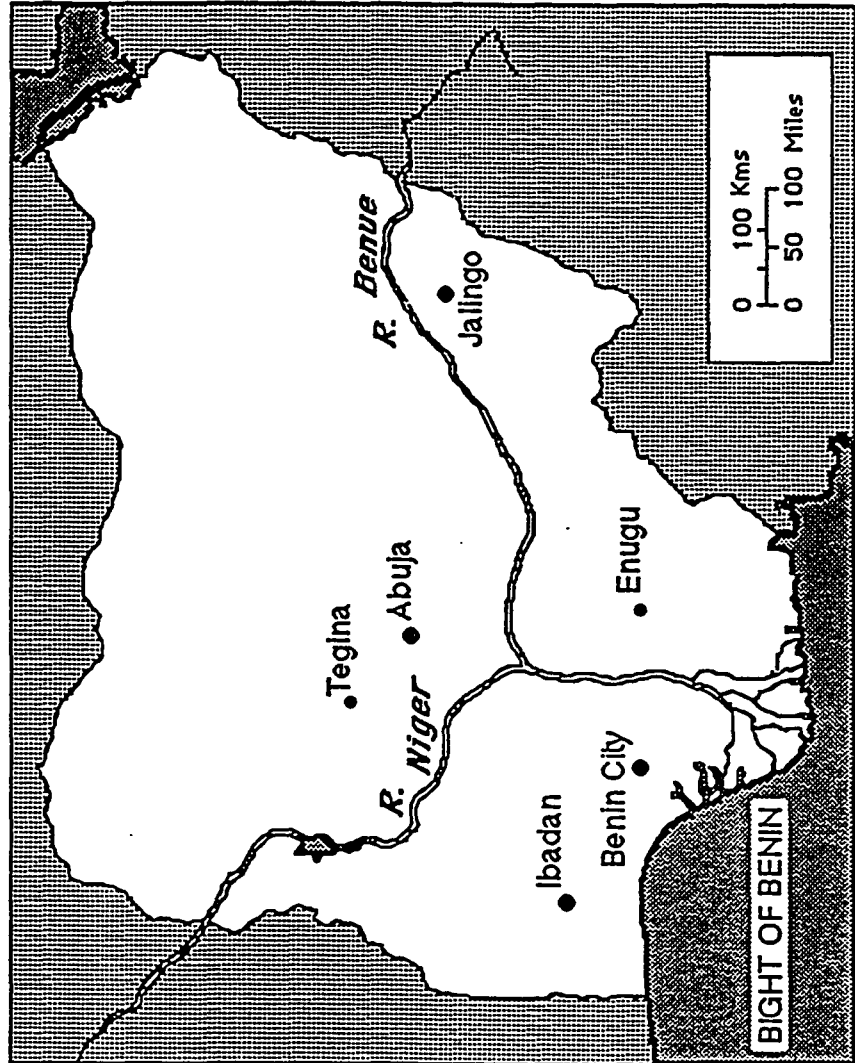 R. Benue
Jalingo
Tegina
Abuja
R. Niger
Enugu
Ibadan
Benin City
BIGHT OF BENIN
0 100 Kms
0 50 100 Miles